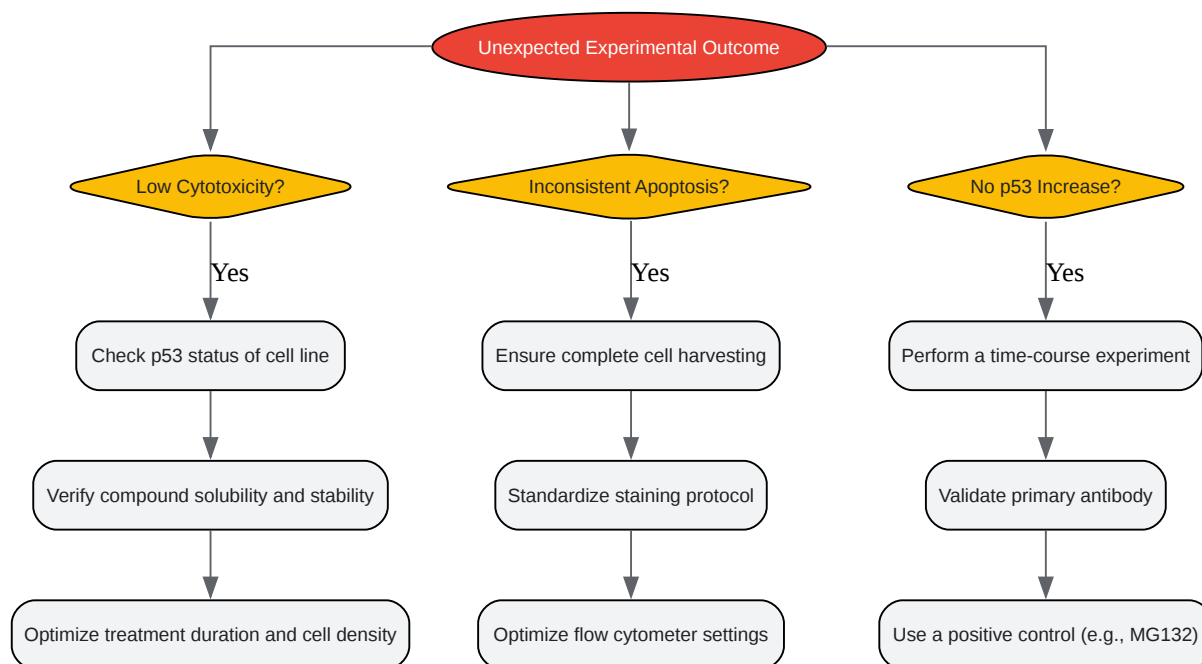 Unexpected Experimental Outcome
Low Cytotoxicity?
Inconsistent Apoptosis?
No p53 Increase?
Yes
Yes
Yes
Check p53 status of cell line
Ensure complete cell harvesting
Perform a time-course experiment
Verify compound solubility and stability
Standardize staining protocol
Validate primary antibody
Optimize treatment duration and cell density
Optimize flow cytometer settings
Use a positive control (e.g., MG132)